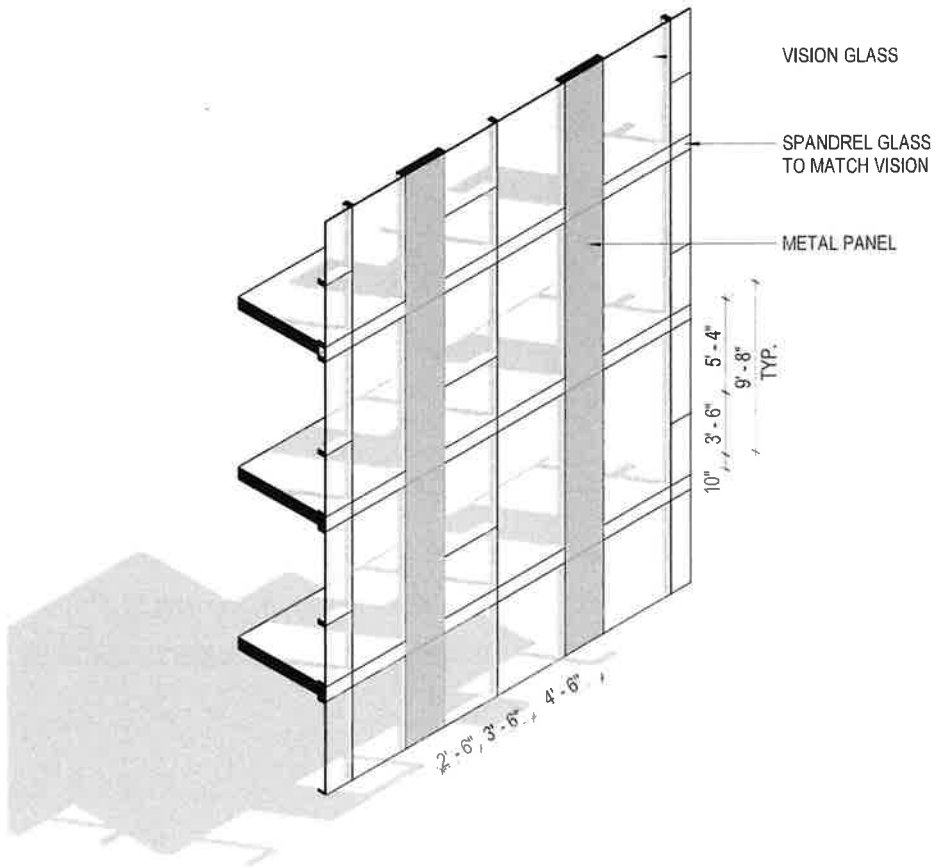 VISION GLASS
SPANDREL GLASS
TO MATCH VISION
METAL PANEL
5' - 4"
9' - 8"
TYP.
3' - 6"
10"
2' - 6"
3' - 6"
4' - 6"